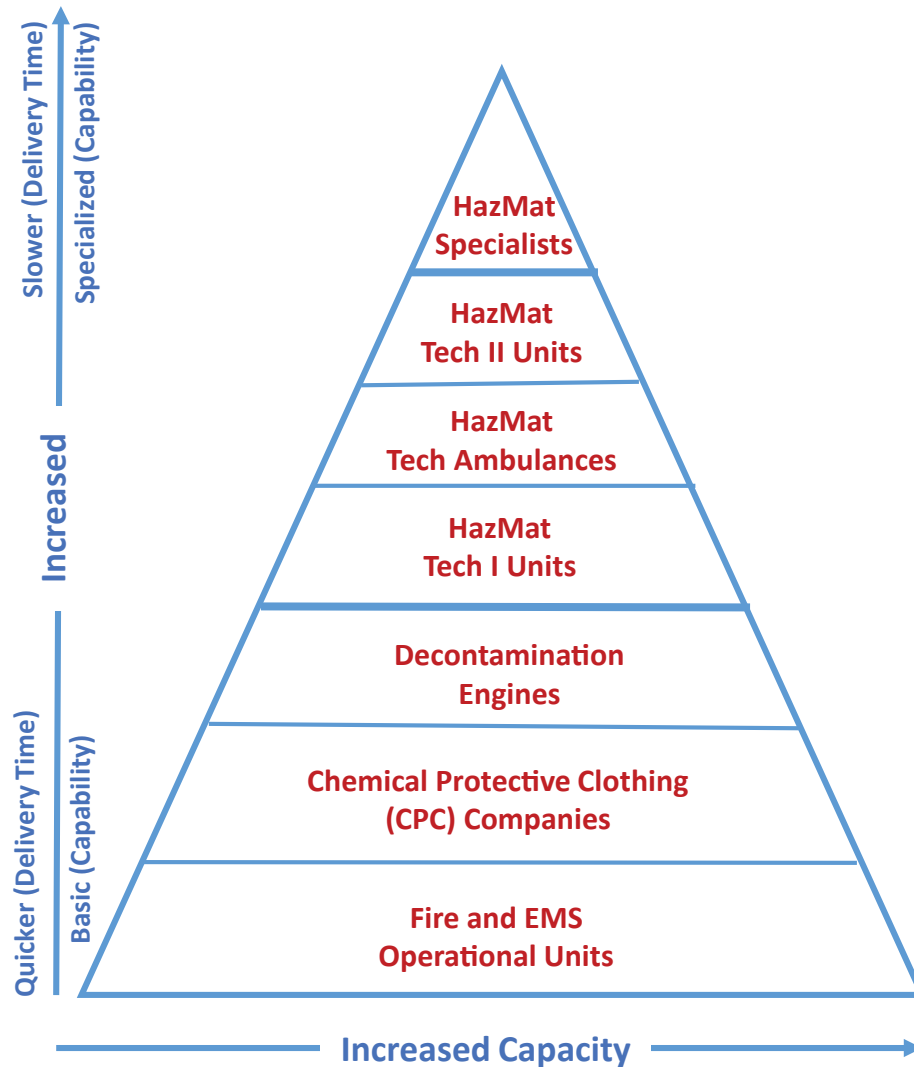 Slower (Delivery Time)
Specialized (Capability)
Increased
Quicker (Delivery Time)
Basic (Capability)
HazMat
Specialists
HazMat
Tech II Units
HazMat
Tech Ambulances
HazMat
Tech I Units
Decontamination
Engines
Chemical Protective Clothing
(CPC) Companies
Fire and EMS
Operational Units
Increased Capacity